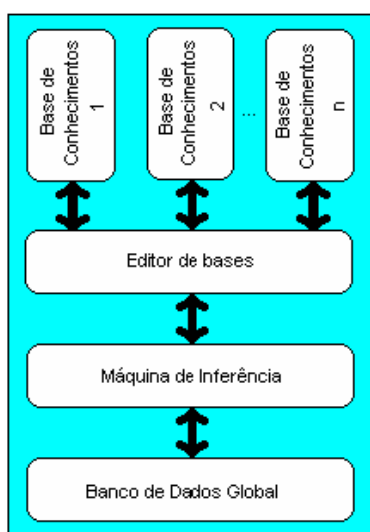 Base de
Conhecimentos
1
Base de
Conhecimentos
2
...
Base de
Conhecimentos
n
Editor de bases
Máquina de Inferência
Banco de Dados Global